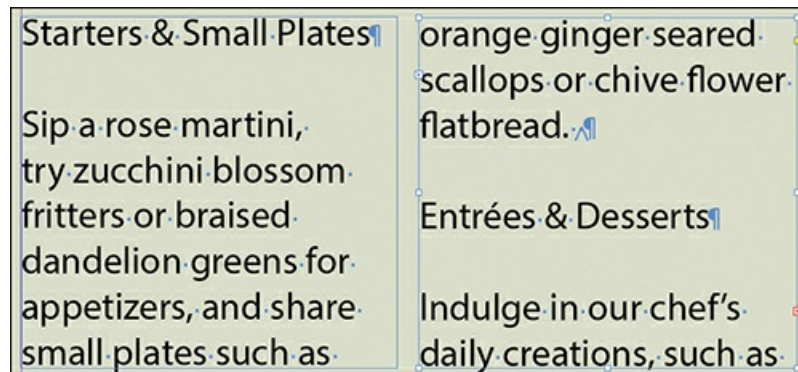 Starters & Small Plates
Sip a rose martini,
try zucchini blossom
fritters or braised
dandelion greens for
appetizers, and share
small plates such as
orange ginger seared
scallops or chive flower
flatbread.
Entrées & Desserts
Indulge in our chef's
daily creations, such as